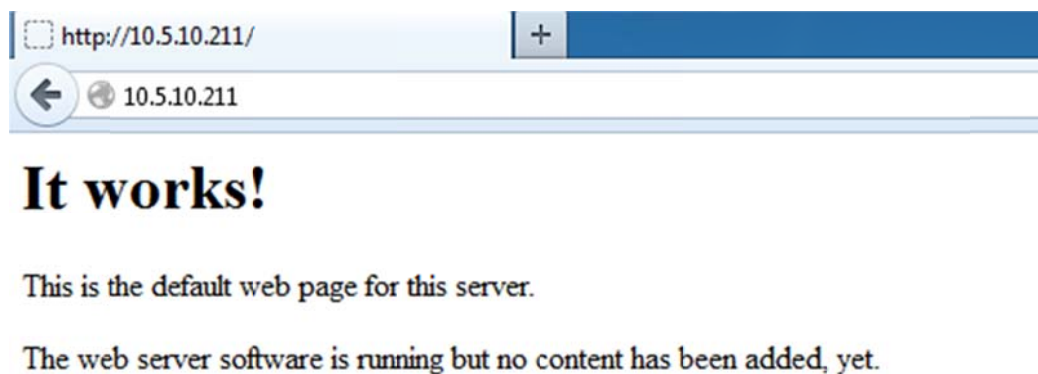 http://10.5.10.211/
10.5.10.211
It works!
This is the default web page for this server.
The web server software is running but no content has been added, yet.